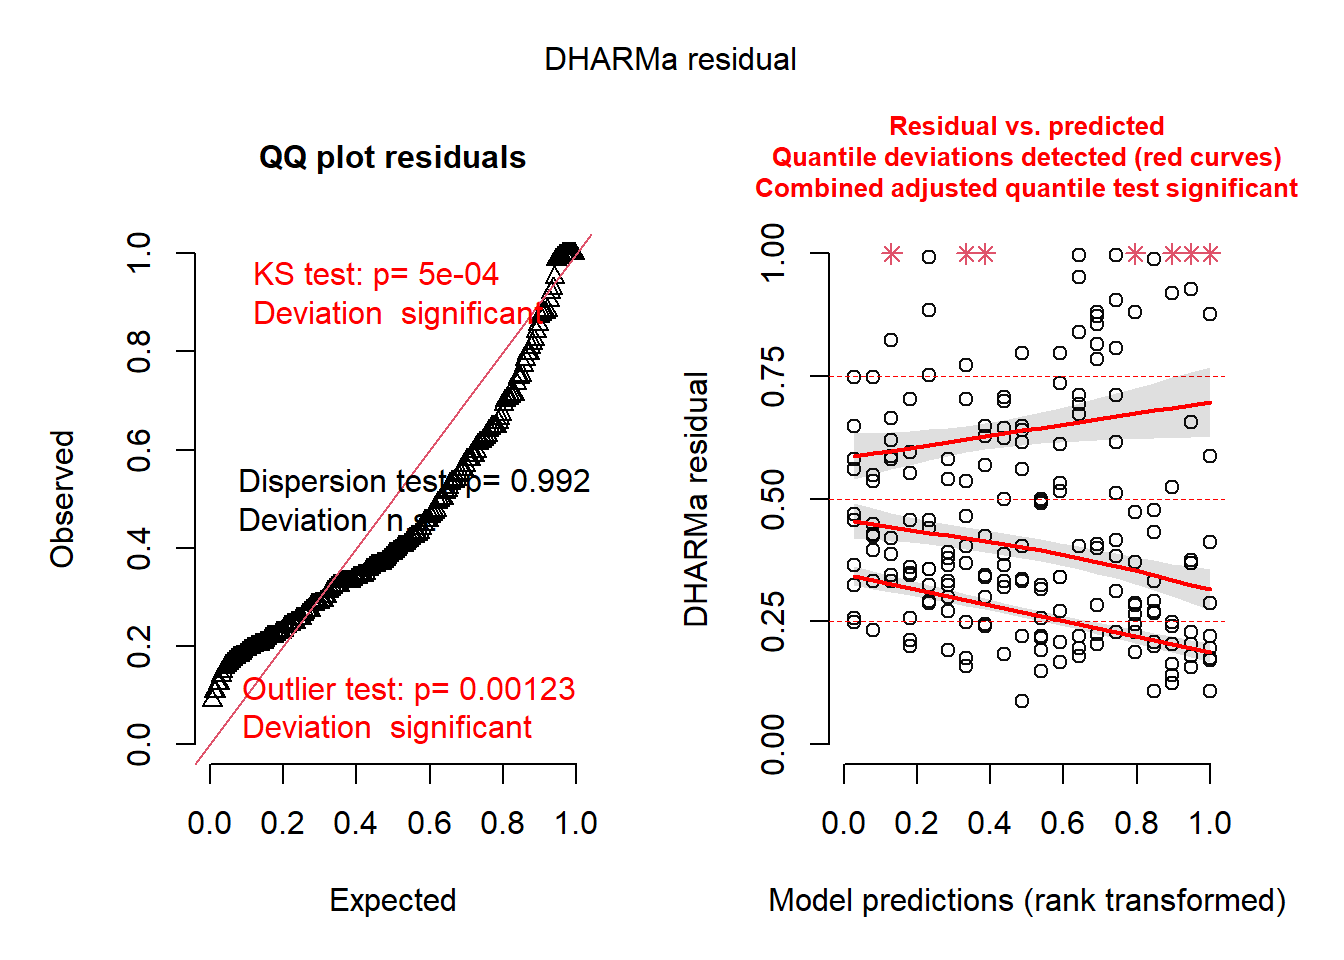 DHARMa residual
QQ plot residuals
KS test: p= 5e-04
Deviation  significant
Dispersion test: p= 0.992
Deviation  n.s.
Outlier test: p= 0.00123
Deviation  significant
Observed
0.0 0.2 0.4 0.6 0.8 1.0
0.0 0.2 0.4 0.6 0.8 1.0
Expected
Residual vs. predicted
Quantile deviations detected (red curves)
Combined adjusted quantile test significant
DHARMa residual
0.00 0.25 0.50 0.75 1.00
0.0 0.2 0.4 0.6 0.8 1.0
Model predictions (rank transformed)